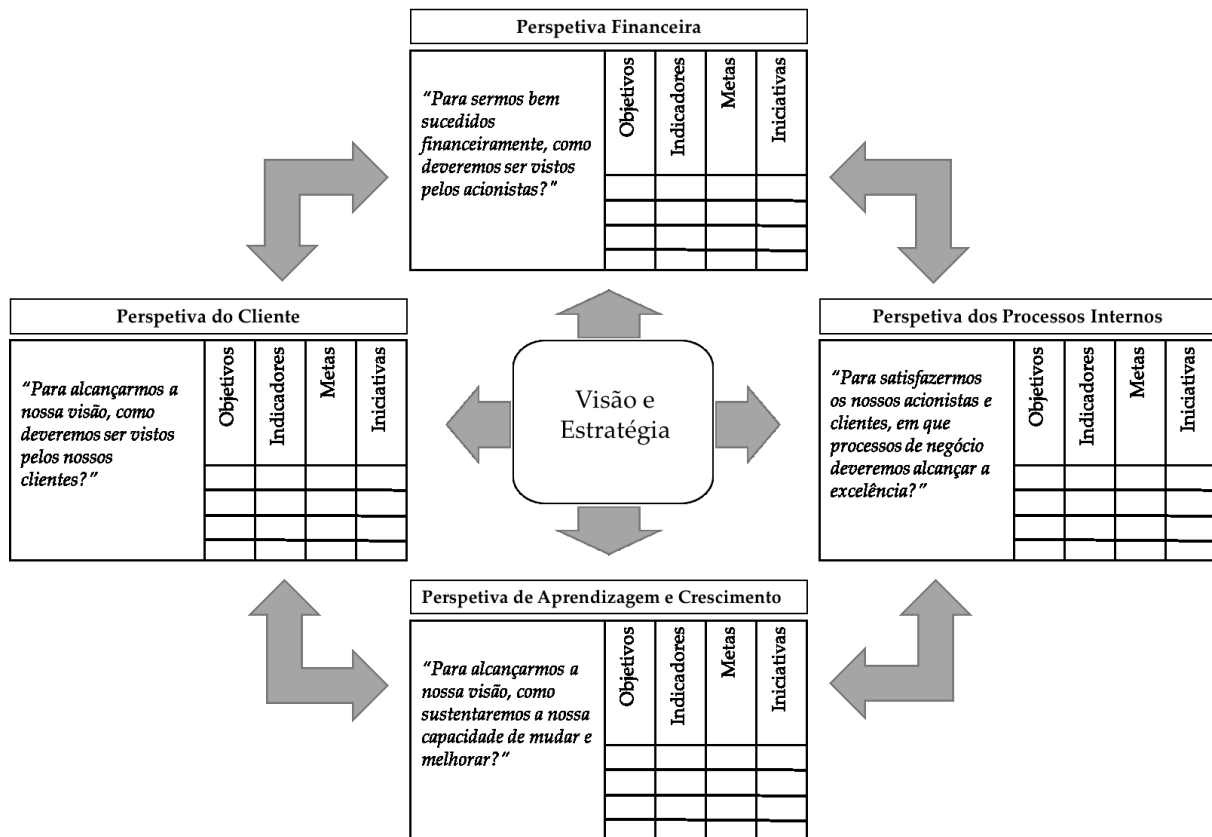 Perspetiva Financeira
“Para sermos bem
sucedidos
financeiramente, como
deveremos ser vistos
pelos acionistas?"
Objetivos
Indicadores
Metas
Iniciativas
Perspetiva do Cliente
“Para alcançarmos a
nossa visão, como
deveremos ser vistos
pelos nossos
clientes?”
Objetivos
Indicadores
Metas
Iniciativas
Visão e
Estratégia
Perspetiva dos Processos Internos
“Para satisfazermos
os nossos acionistas e
clientes, em que
processos de negócio
deveremos alcançar a
excelência?”
Objetivos
Indicadores
Metas
Iniciativas
Perspetiva de Aprendizagem e Crescimento
“Para alcançarmos a
nossa visão, como
sustentaremos a nossa
capacidade de mudar e
melhorar?”
Objetivos
Indicadores
Metas
Iniciativas